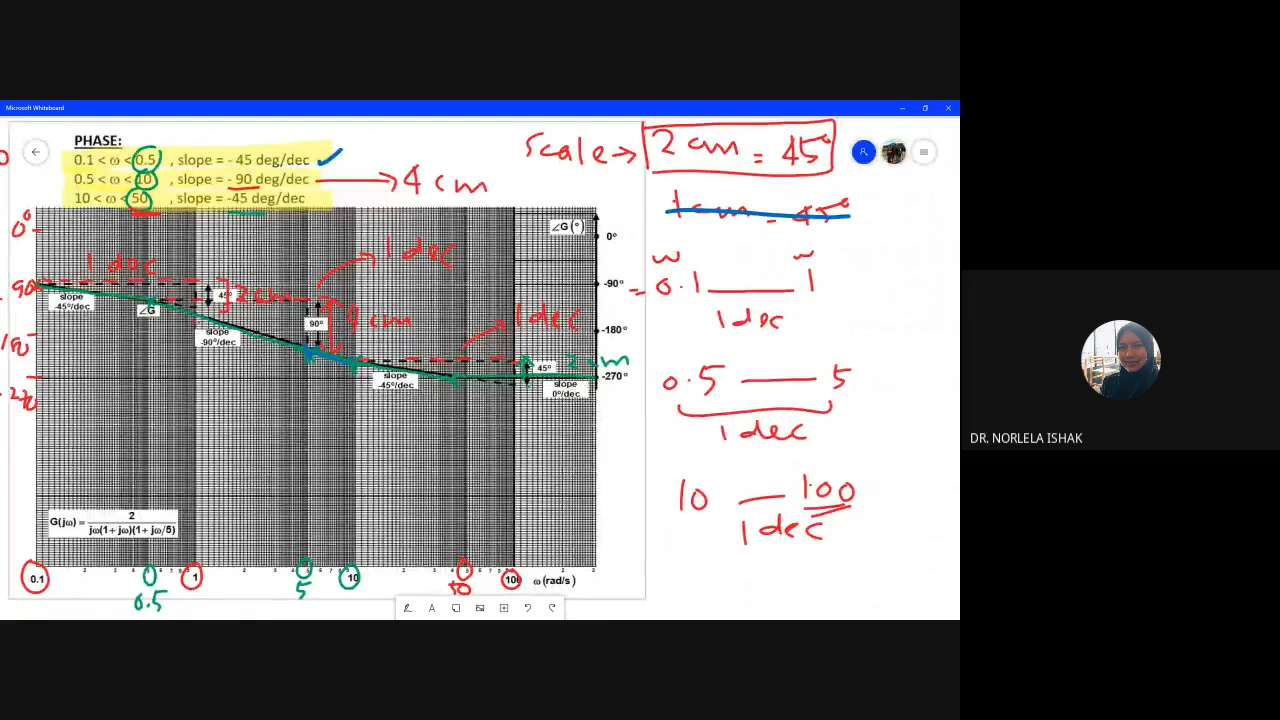 Microsoft Whiteboard
PHASE:
0.1 < ω < 0.5 , slope = - 45 deg/dec
0.5 < ω < 10 , slope = - 90 deg/dec
10 < ω < 50 , slope = -45 deg/dec
4 cm
Scale → 2 cm = 45°
1 cm = 45°
0°
∠G (°)
0°
1 dec
1 dec
90
-90°
slope
-45°/dec
∠G
45°
2 cm
90°
4 cm
1 dec
-180°
slope
-90°/dec
slope
-45°/dec
45°
2 cm
-270°
slope
0°/dec
270
w w
0.1 — 1
1 dec
0.5 — 5
1 dec
10 — 100
1 dec
G(jω) = 2
jω(1+ jω)(1+ jω/5)
0.1 1 10 100 ω (rad/s)
0.5 5 50
DR. NORLELA ISHAK